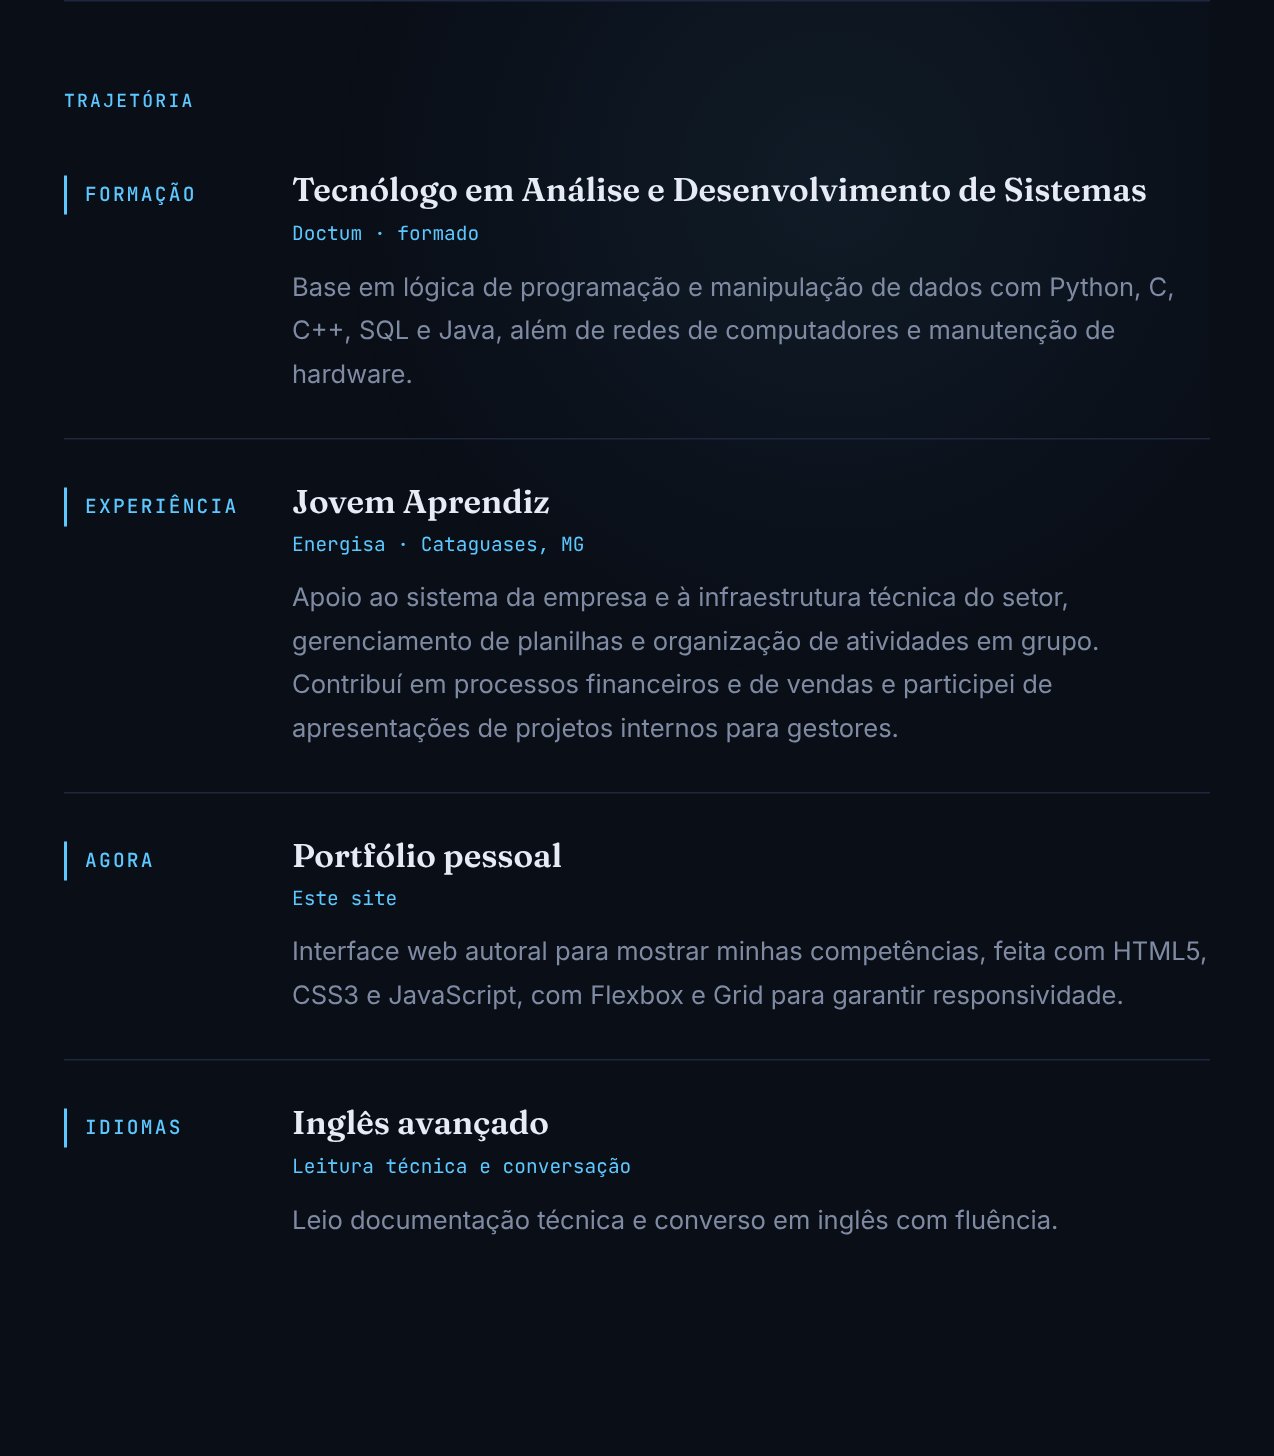 TRAJETÓRIA
FORMAÇÃO
Tecnólogo em Análise e Desenvolvimento de Sistemas
Doctum · formado
Base em lógica de programação e manipulação de dados com Python, C,
C++, SQL e Java, além de redes de computadores e manutenção de
hardware.
EXPERIÊNCIA
Jovem Aprendiz
Energisa · Cataguases, MG
Apoio ao sistema da empresa e à infraestrutura técnica do setor,
gerenciamento de planilhas e organização de atividades em grupo.
Contribuí em processos financeiros e de vendas e participei de
apresentações de projetos internos para gestores.
AGORA
Portfólio pessoal
Este site
Interface web autoral para mostrar minhas competências, feita com HTML5,
CSS3 e JavaScript, com Flexbox e Grid para garantir responsividade.
IDIOMAS
Inglês avançado
Leitura técnica e conversação
Leio documentação técnica e converso em inglês com fluência.